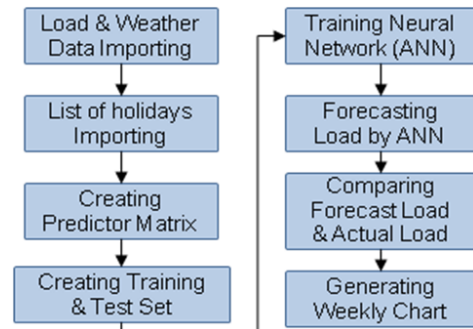 Load & Weather
Data Importing
List of holidays
Importing
Creating
Predictor Matrix
Creating Training
& Test Set
Training Neural
Network (ANN)
Forecasting
Load by ANN
Comparing
Forecast Load
& Actual Load
Generating
Weekly Chart